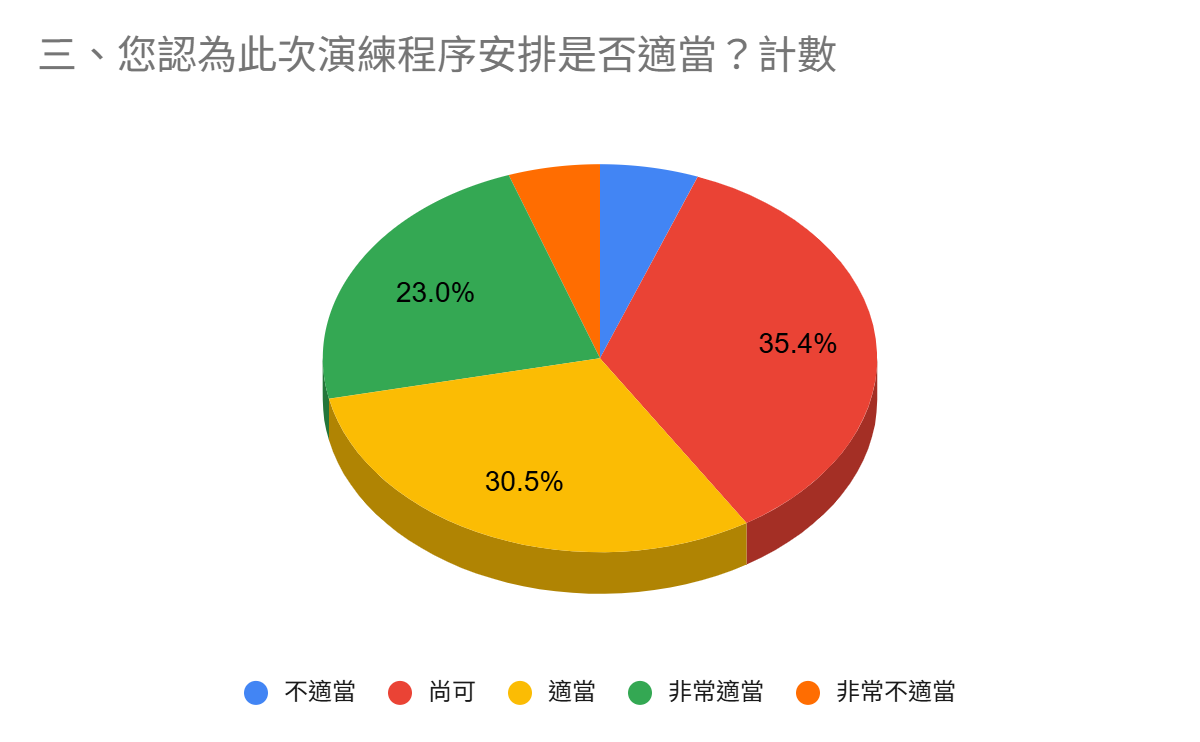 三、您認為此次演練程序安排是否適當？計數
23.0%
35.4%
30.5%
不適當 尚可 適當 非常適當 非常不適當